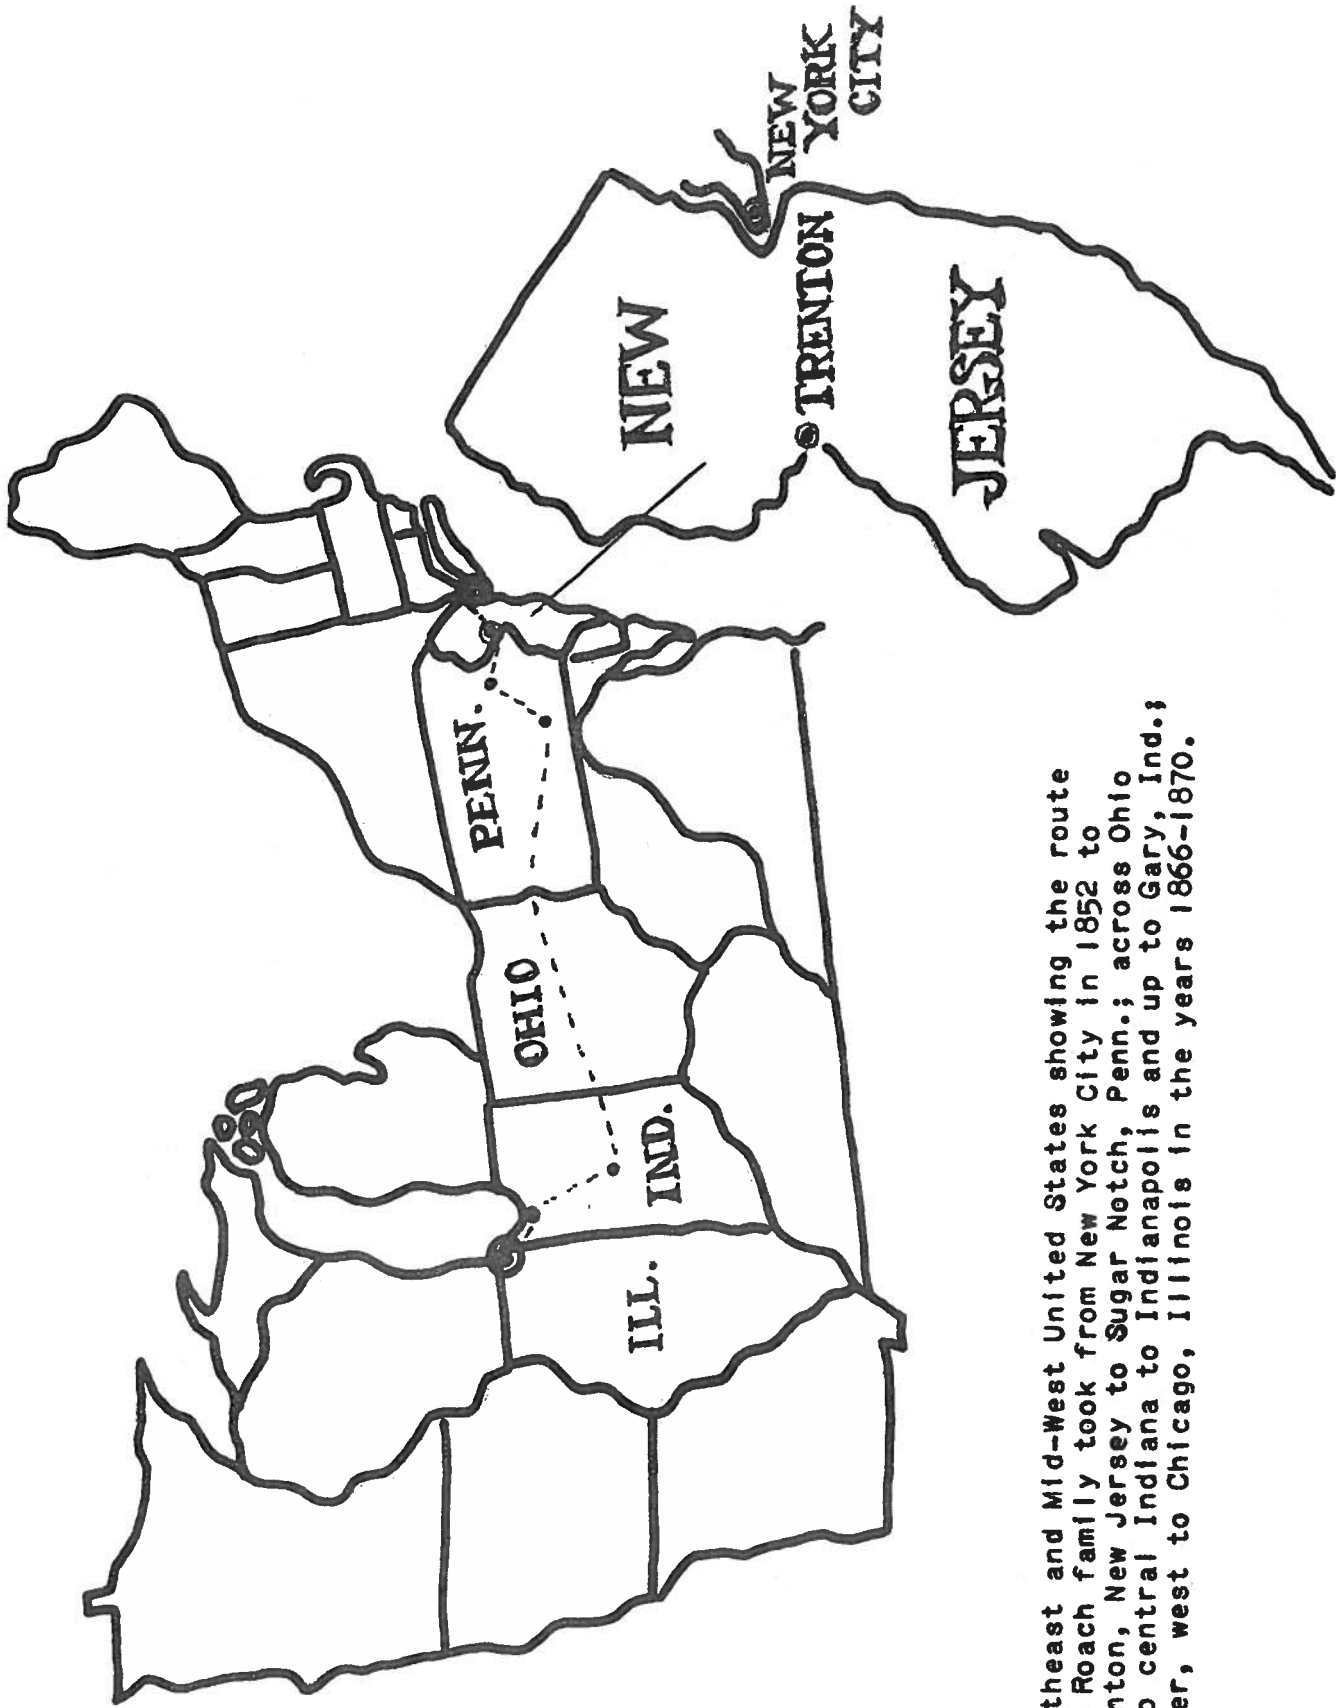 PENN.
OHIO
IND.
ILL.
NEW
JERSEY
TRENTON
NEW
YORK
CITY
theast and Mid-West United States showing the route
Roach family took from New York City in 1852 to
nton, New Jersey to Sugar Notch, Penn.; across Ohio
central Indiana to Indianapolis and up to Gary, Ind.;
er, west to Chicago, Illinois in the years 1866-1870.